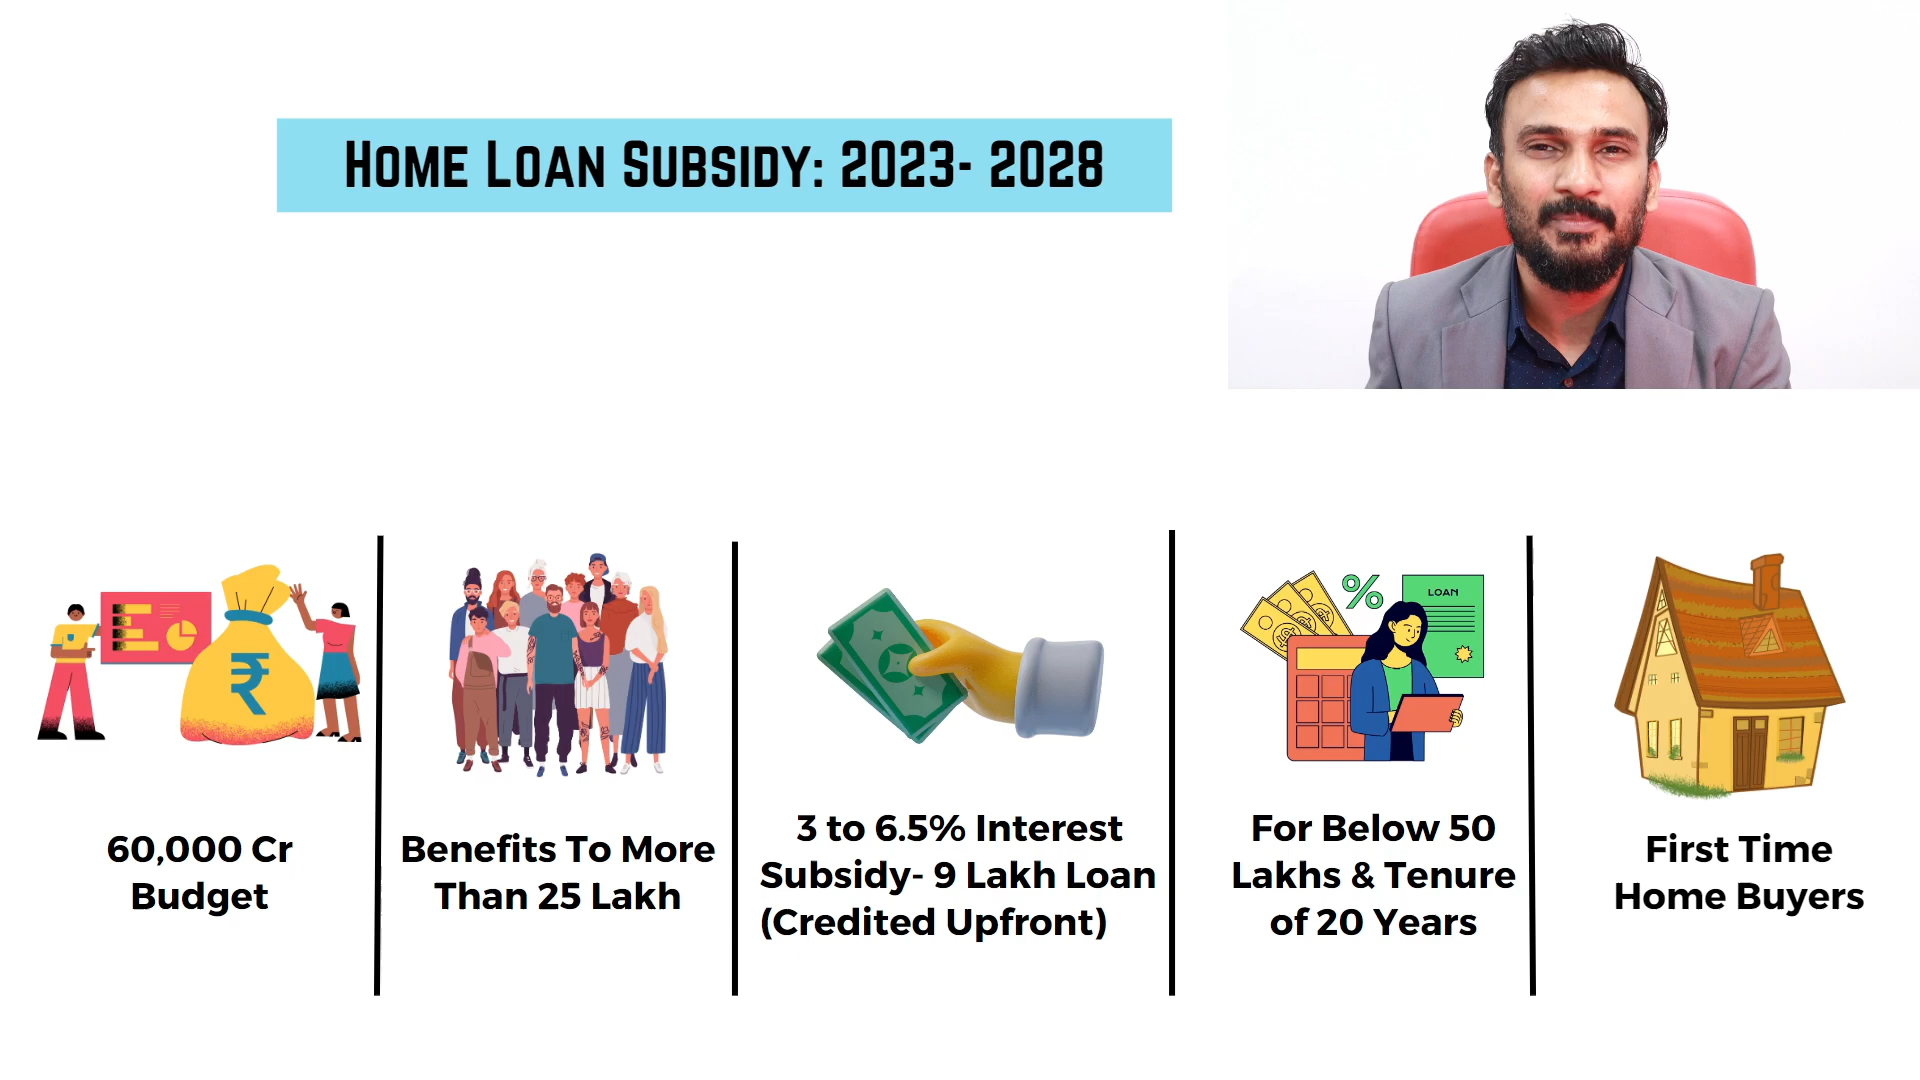 Home Loan Subsidy: 2023- 2028
60,000 Cr
Budget
Benefits To More
Than 25 Lakh
3 to 6.5% Interest
Subsidy- 9 Lakh Loan
(Credited Upfront)
%
LOAN
For Below 50
Lakhs & Tenure
of 20 Years
First Time
Home Buyers
₹